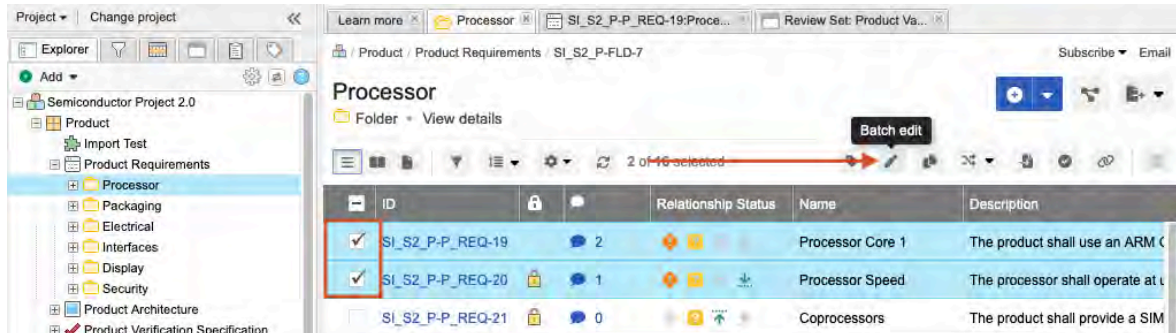 Project Change project
Learn more Processor SI_S2_P-P_REQ-19:Proce... Review Set: Product Va...
Explorer
/ Product / Product Requirements / SI_S2_P-FLD-7 Subscribe Email
Add
Semiconductor Project 2.0
Product
Import Test
Product Requirements
Processor
Packaging
Electrical
Interfaces
Display
Security
Product Architecture
Product Verification Specification
Processor
Folder • View details
Batch edit
2 of 16 selected
ID Relationship Status Name Description
SI_S2_P-P_REQ-19 2 Processor Core 1 The product shall use an ARM
SI_S2_P-P_REQ-20 1 Processor Speed The processor shall operate at
SI_S2_P-P_REQ-21 0 Coprocessors The product shall provide a SIM